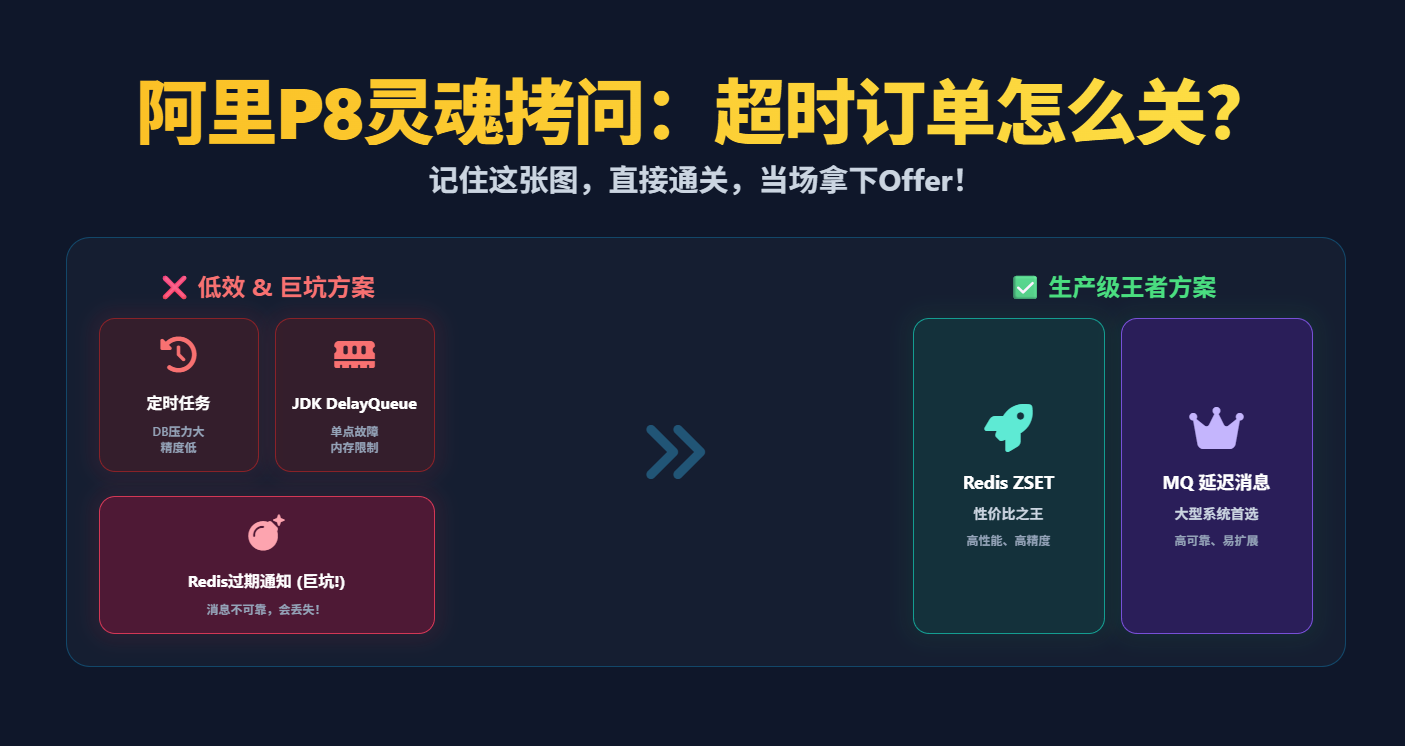 阿里P8灵魂拷问：超时订单怎么关？
记住这张图，直接通关，当场拿下Offer！
低效 & 巨坑方案
定时任务
DB压力大
精度低
JDK DelayQueue
单点故障
内存限制
Redis过期通知 (巨坑!)
消息不可靠，会丢失！
生产级王者方案
Redis ZSET
性价比之王
高性能、高精度
MQ 延迟消息
大型系统首选
高可靠、易扩展